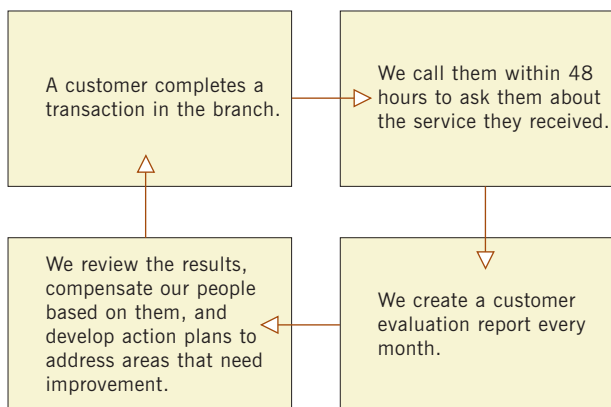 A customer completes a
transaction in the branch.
We call them within 48
hours to ask them about
the service they received.
We create a customer
evaluation report every
month.
We review the results,
compensate our people
based on them, and
develop action plans to
address areas that need
improvement.